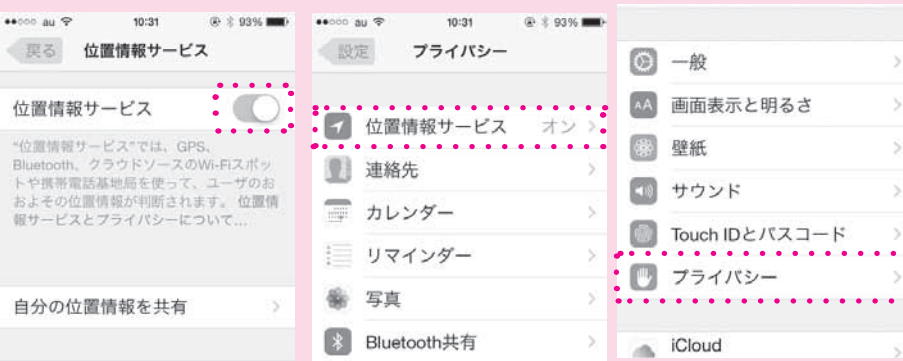 ●●○○○ au 10:31 93%
戻る 位置情報サービス
位置情報サービス
“位置情報サービス”では、GPS、
Bluetooth、クラウドソースのWi-Fiスポッ
トや携帯電話基地局を使って、ユーザのお
およその位置情報が判断されます。 位置情
報サービスとプライバシーについて...
自分の位置情報を共有
●●○○○ au 10:31 93%
設定 プライバシー
位置情報サービス オン
連絡先
カレンダー
リマインダー
写真
Bluetooth共有
一般
AA 画面表示と明るさ
壁紙
サウンド
Touch IDとパスコード
プライバシー
iCloud